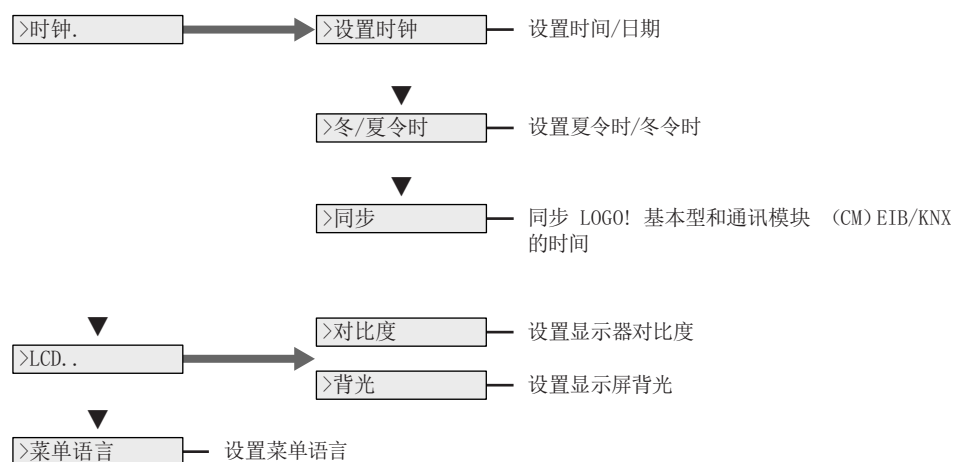 >时钟.
>设置时钟
设置时间/日期
>冬/夏令时
设置夏令时/冬令时
>同步
同步 LOGO! 基本型和通讯模块 （CM）EIB/KNX
的时间
>对比度
设置显示器对比度
>LCD..
>背光
设置显示屏背光
>菜单语言
设置菜单语言